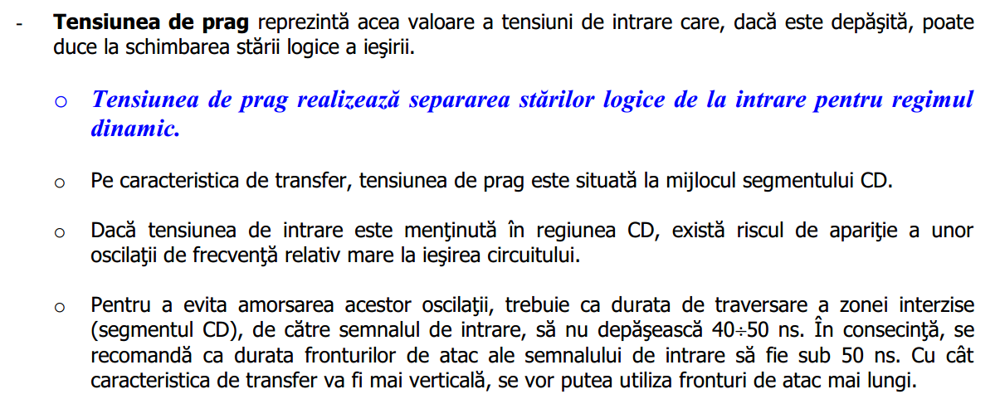 - Tensiunea de prag reprezintă acea valoare a tensiuni de intrare care, dacă este depăşită, poate
duce la schimbarea stării logice a ieşirii.
o Tensiunea de prag realizează separarea stărilor logice de la intrare pentru regimul
dinamic.
o Pe caracteristica de transfer, tensiunea de prag este situată la mijlocul segmentului CD.
o Dacă tensiunea de intrare este menţinută în regiunea CD, există riscul de apariţie a unor
oscilaţii de frecvenţă relativ mare la ieşirea circuitului.
o Pentru a evita amorsarea acestor oscilaţii, trebuie ca durata de traversare a zonei interzise
(segmentul CD), de către semnalul de intrare, să nu depăşească 40÷50 ns. În consecinţă, se
recomandă ca durata fronturilor de atac ale semnalului de intrare să fie sub 50 ns. Cu cât
caracteristica de transfer va fi mai verticală, se vor putea utiliza fronturi de atac mai lungi.